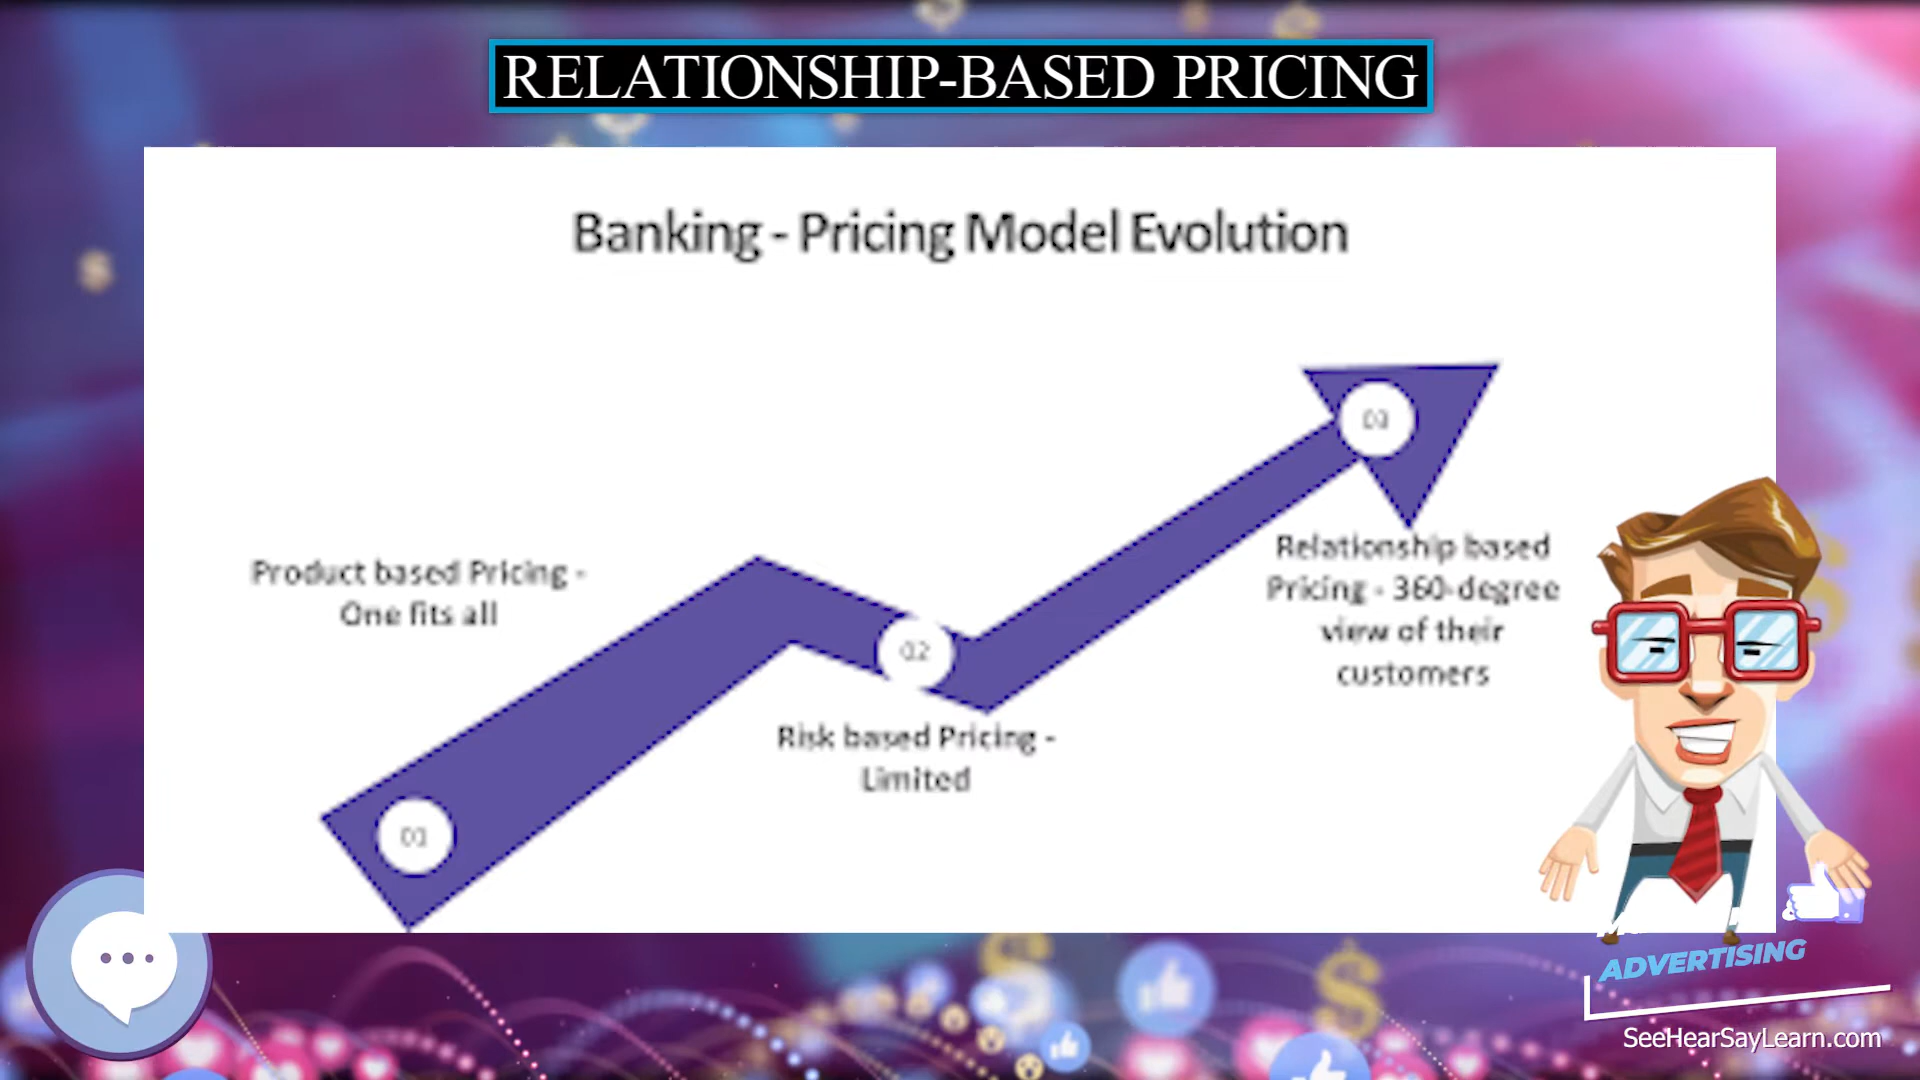 RELATIONSHIP-BASED PRICING
Banking - Pricing Model Evolution
03
Relationship based
Pricing - 360-degree
view of their
customers
Product based Pricing -
One fits all
02
Risk based Pricing -
Limited
01
ADVERTISING
SeeHearSayLearn.com